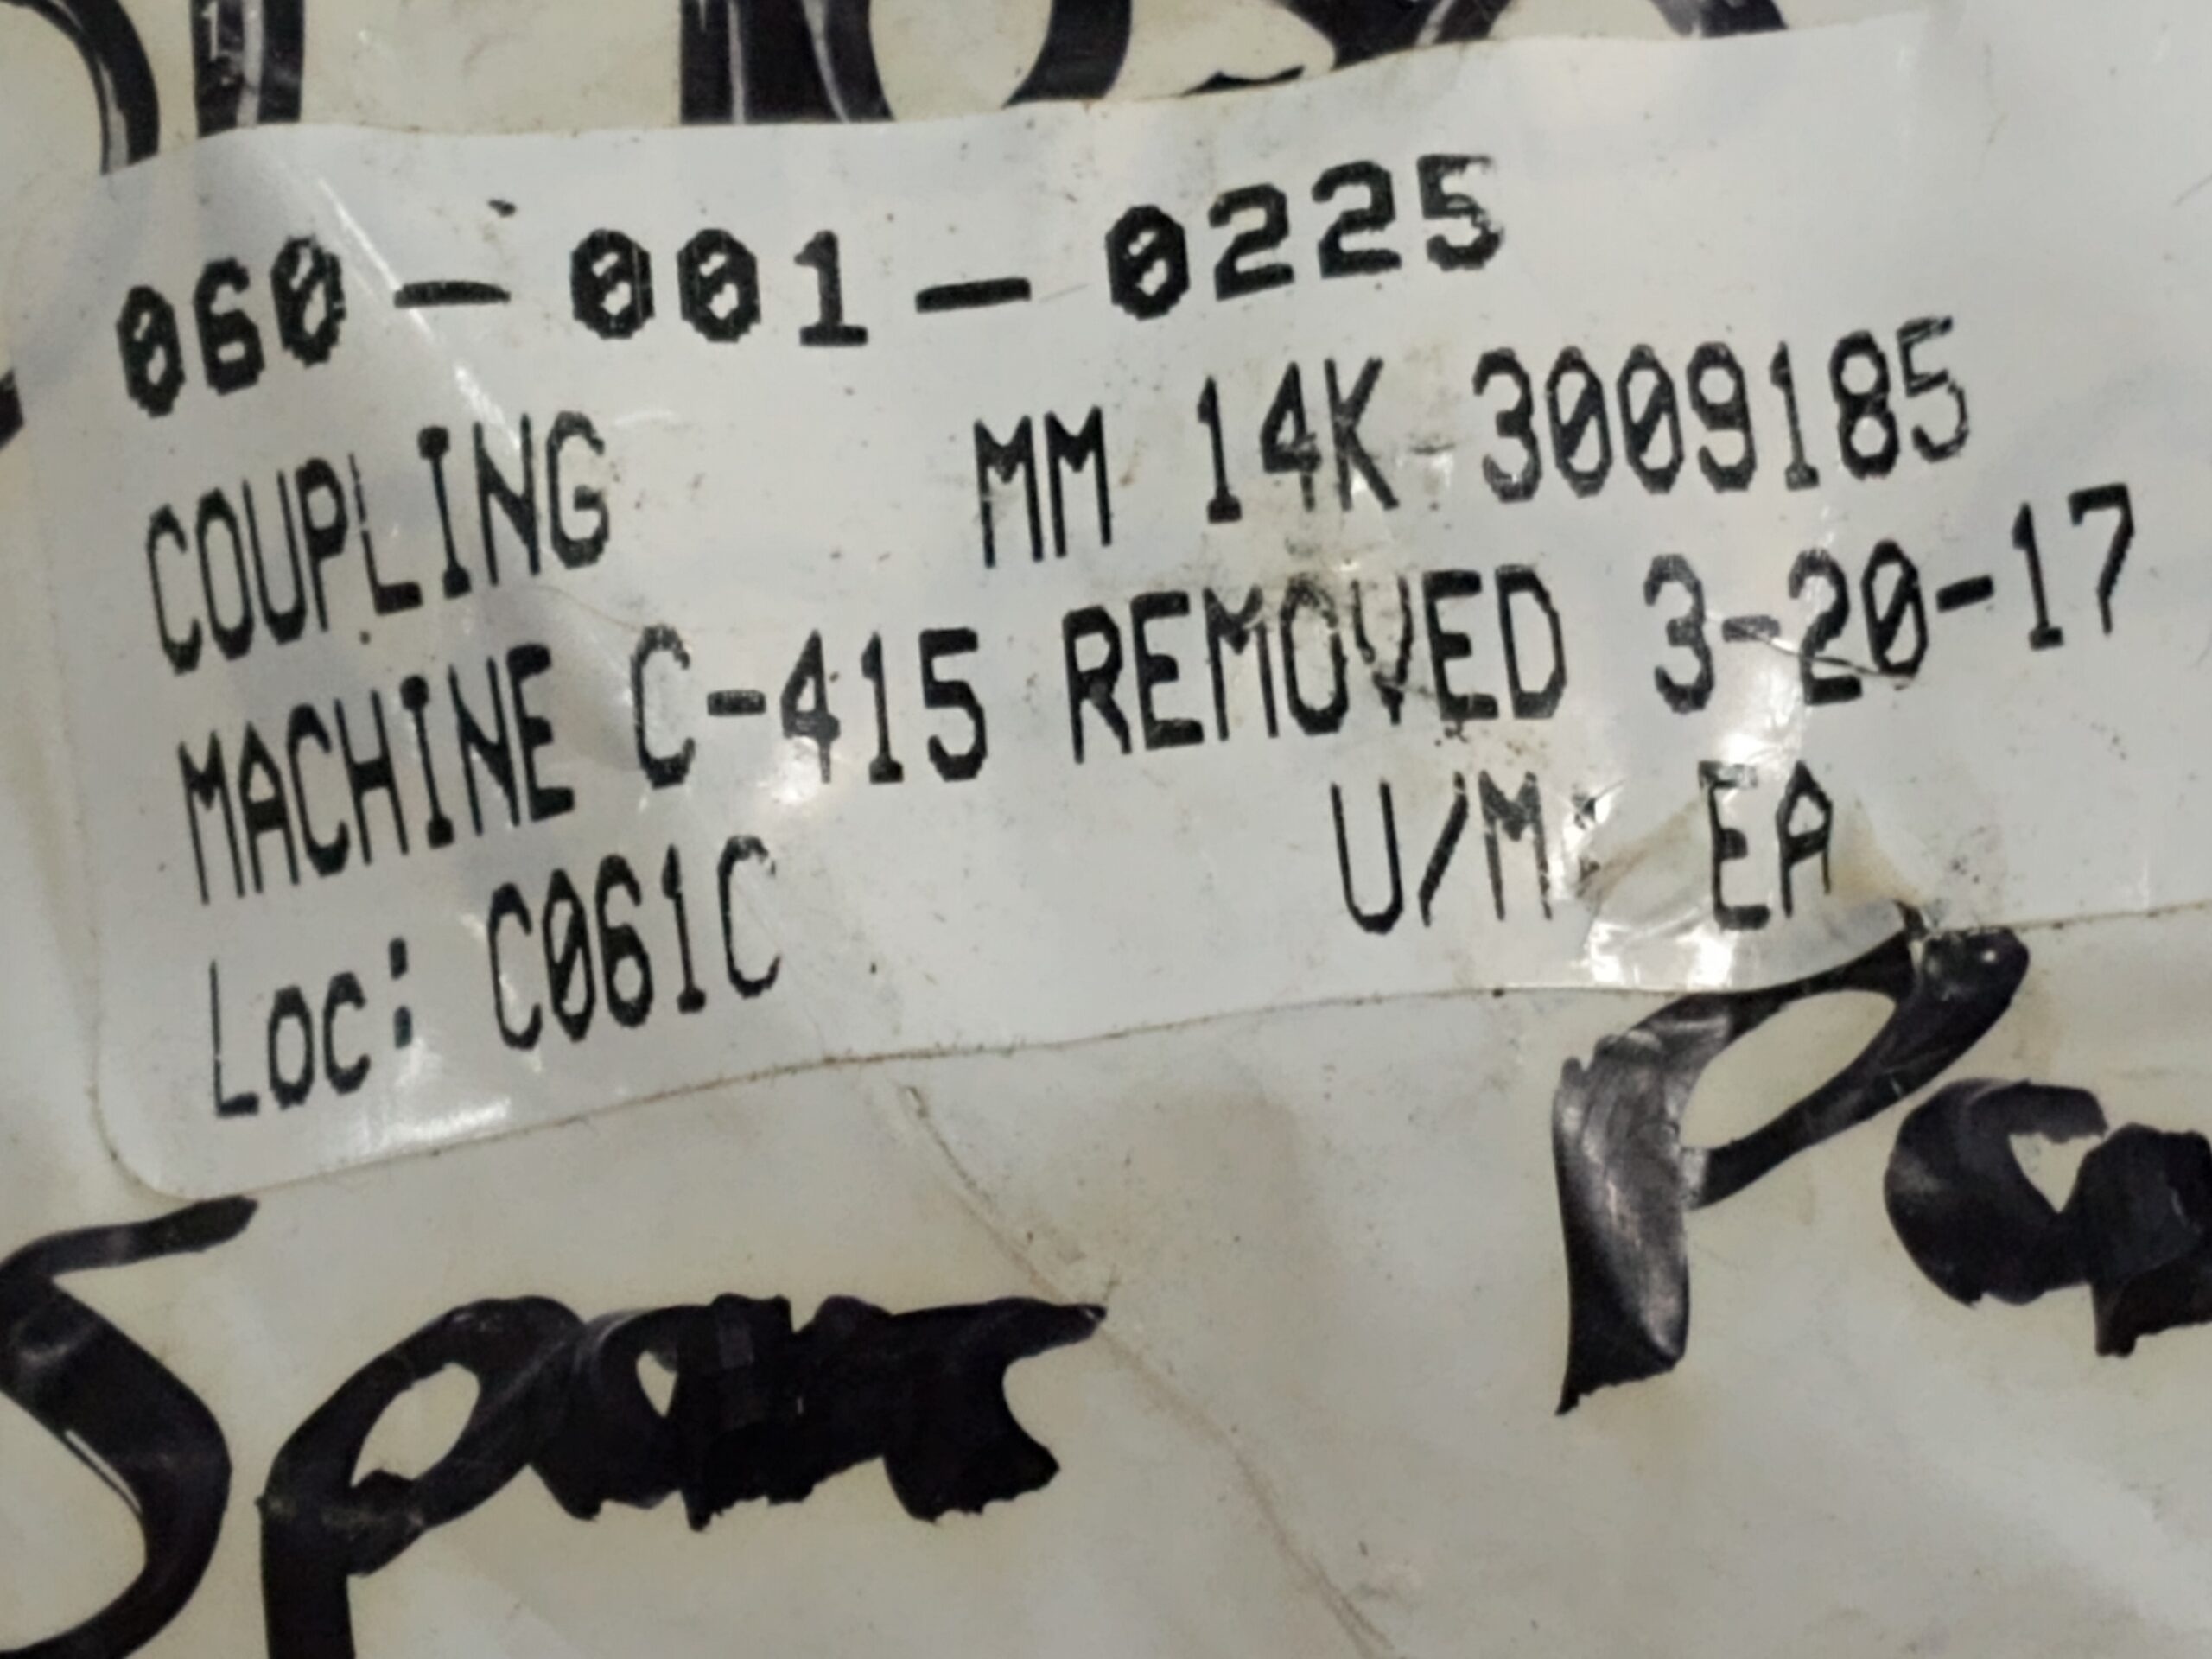 060-001-0225
COUPLING MM 14K 3009185
MACHINE C-415 REMOVED 3-20-17
Loc: C061C U/M: EA